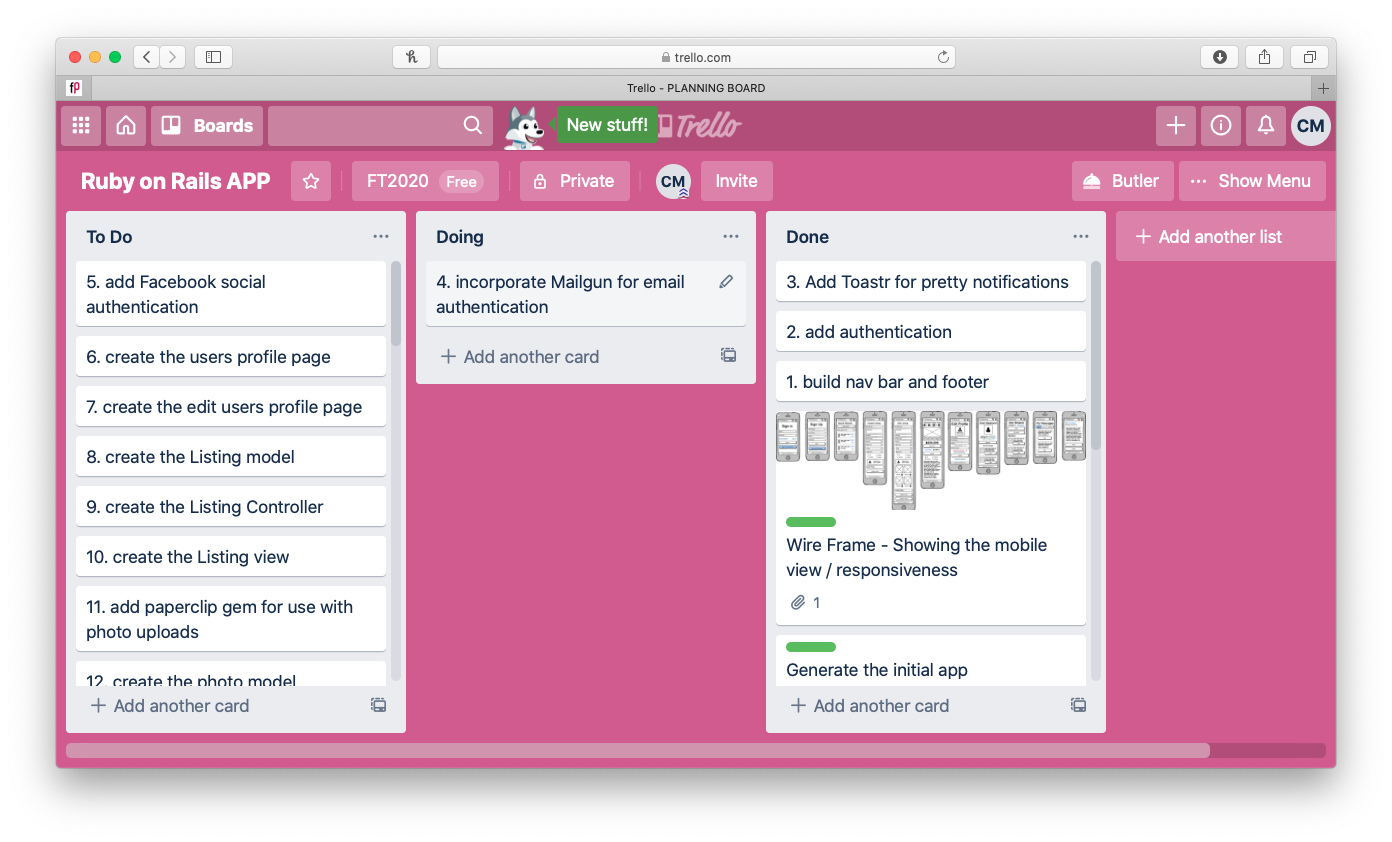 trello.com
fp
Trello - PLANNING BOARD
Boards
New stuff!
Trello
CM
Ruby on Rails APP
FT2020
Free
Private
CM
Invite
Butler
Show Menu
To Do
5. add Facebook social
authentication
6. create the users profile page
7. create the edit users profile page
8. create the Listing model
9. create the Listing Controller
10. create the Listing view
11. add paperclip gem for use with
photo uploads
12. create the photo model
Add another card
Doing
4. incorporate Mailgun for email
authentication
Add another card
Done
3. Add Toastr for pretty notifications
2. add authentication
1. build nav bar and footer
Wire Frame - Showing the mobile
view / responsiveness
1
Generate the initial app
Add another card
Add another list